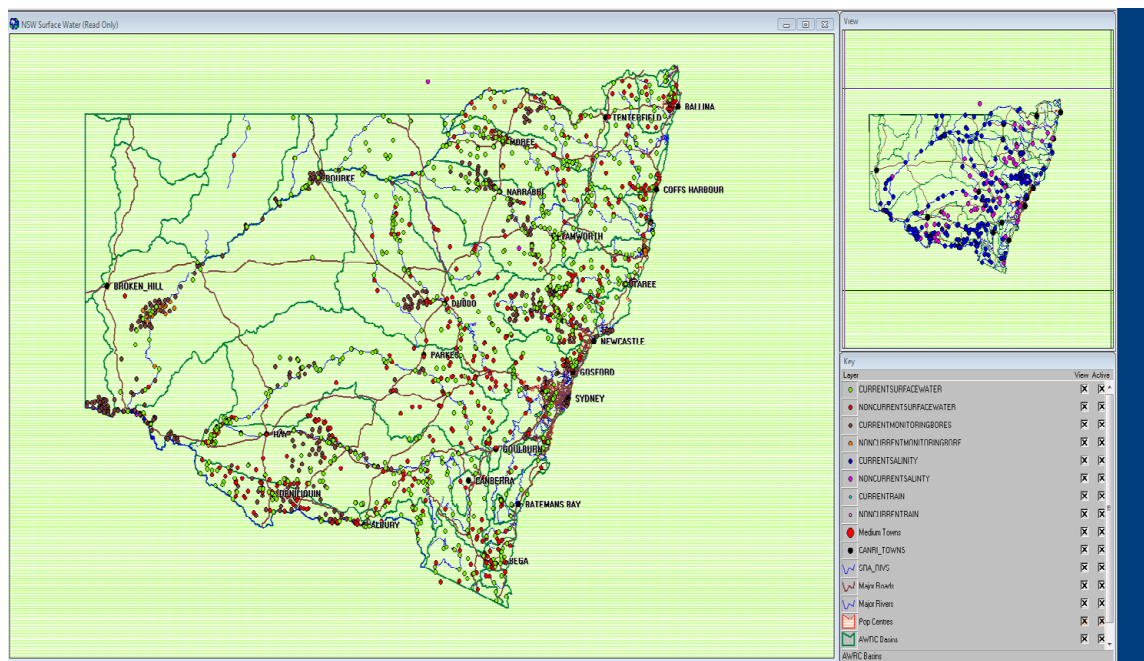 NSW Surface Water (Read Only)
BALLINA
TENTERFIELD
MOREE
BOURKE
NARRABRI
COFFS HARBOUR
TAMWORTH
BROKEN_HILL
TAREE
DUBBO
NEWCASTLE
PARKES
GOSFORD
SYDNEY
HAY
GOULBURN
CANBERRA
DENILIQUIN
BATEMANS BAY
ALBURY
BEGA
View
Key
Layer View Active
CURRENTSURFACEWATER
NONCURRENTSURFACEWATER
CURRENTMONITORINGBORES
NONCURRENTMONITORINGBORE
CURRENTSALINITY
NONCURRENTSALINTY
CURRENTRAIN
NONCURRENTRAIN
Medium Towns
CANRI_TOWNS
Major Roads
Major Rivers
Pop Centres
AWRC Basins
AWRC Basins